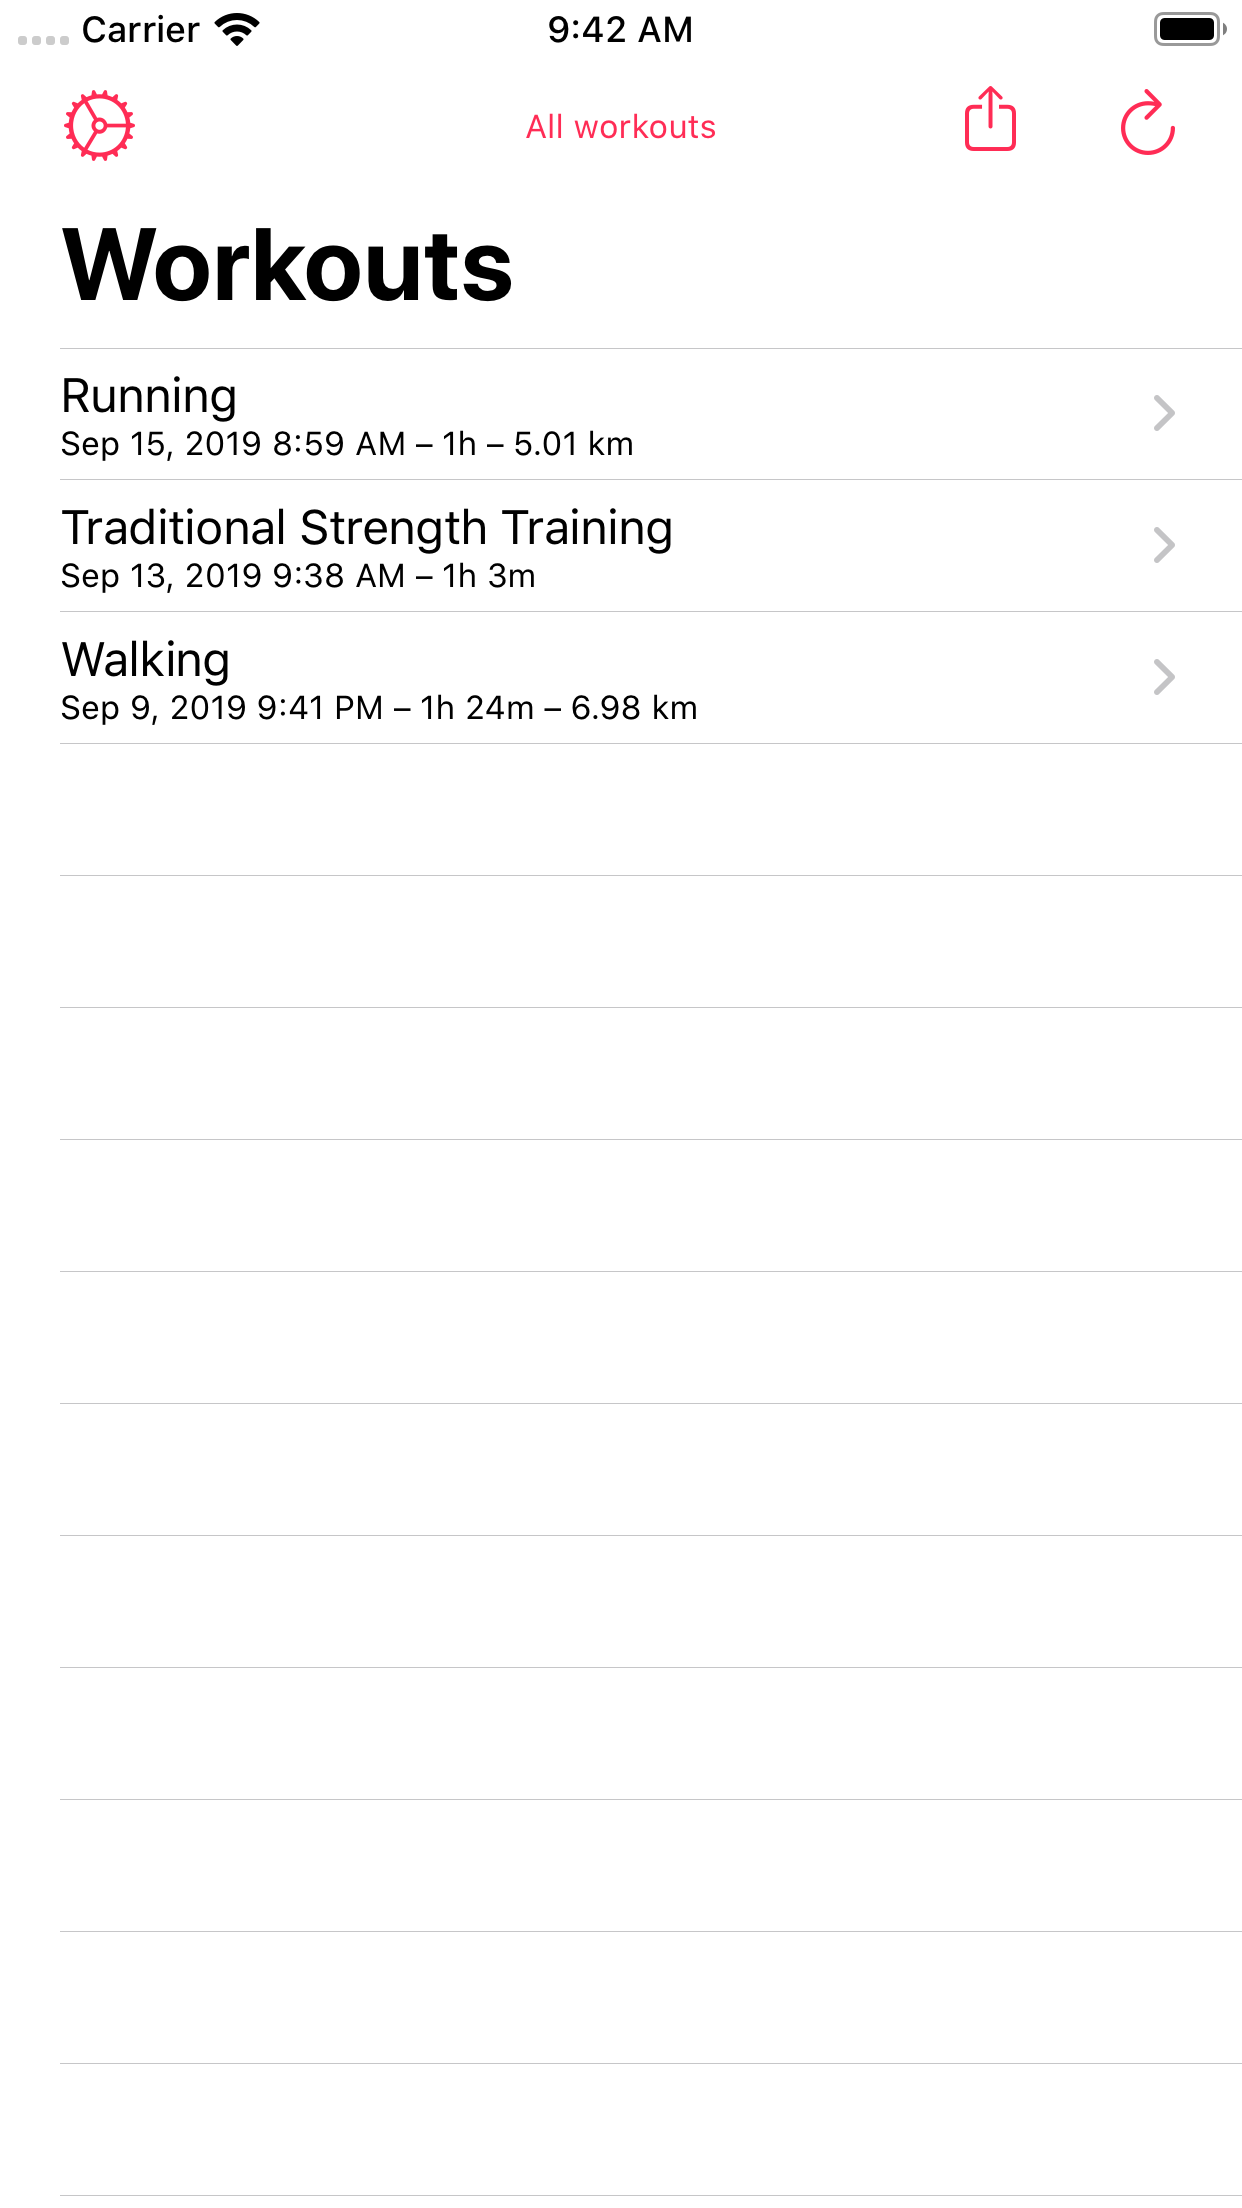 Carrier 9:42 AM
All workouts
Workouts
Running
Sep 15, 2019 8:59 AM – 1h – 5.01 km
Traditional Strength Training
Sep 13, 2019 9:38 AM – 1h 3m
Walking
Sep 9, 2019 9:41 PM – 1h 24m – 6.98 km